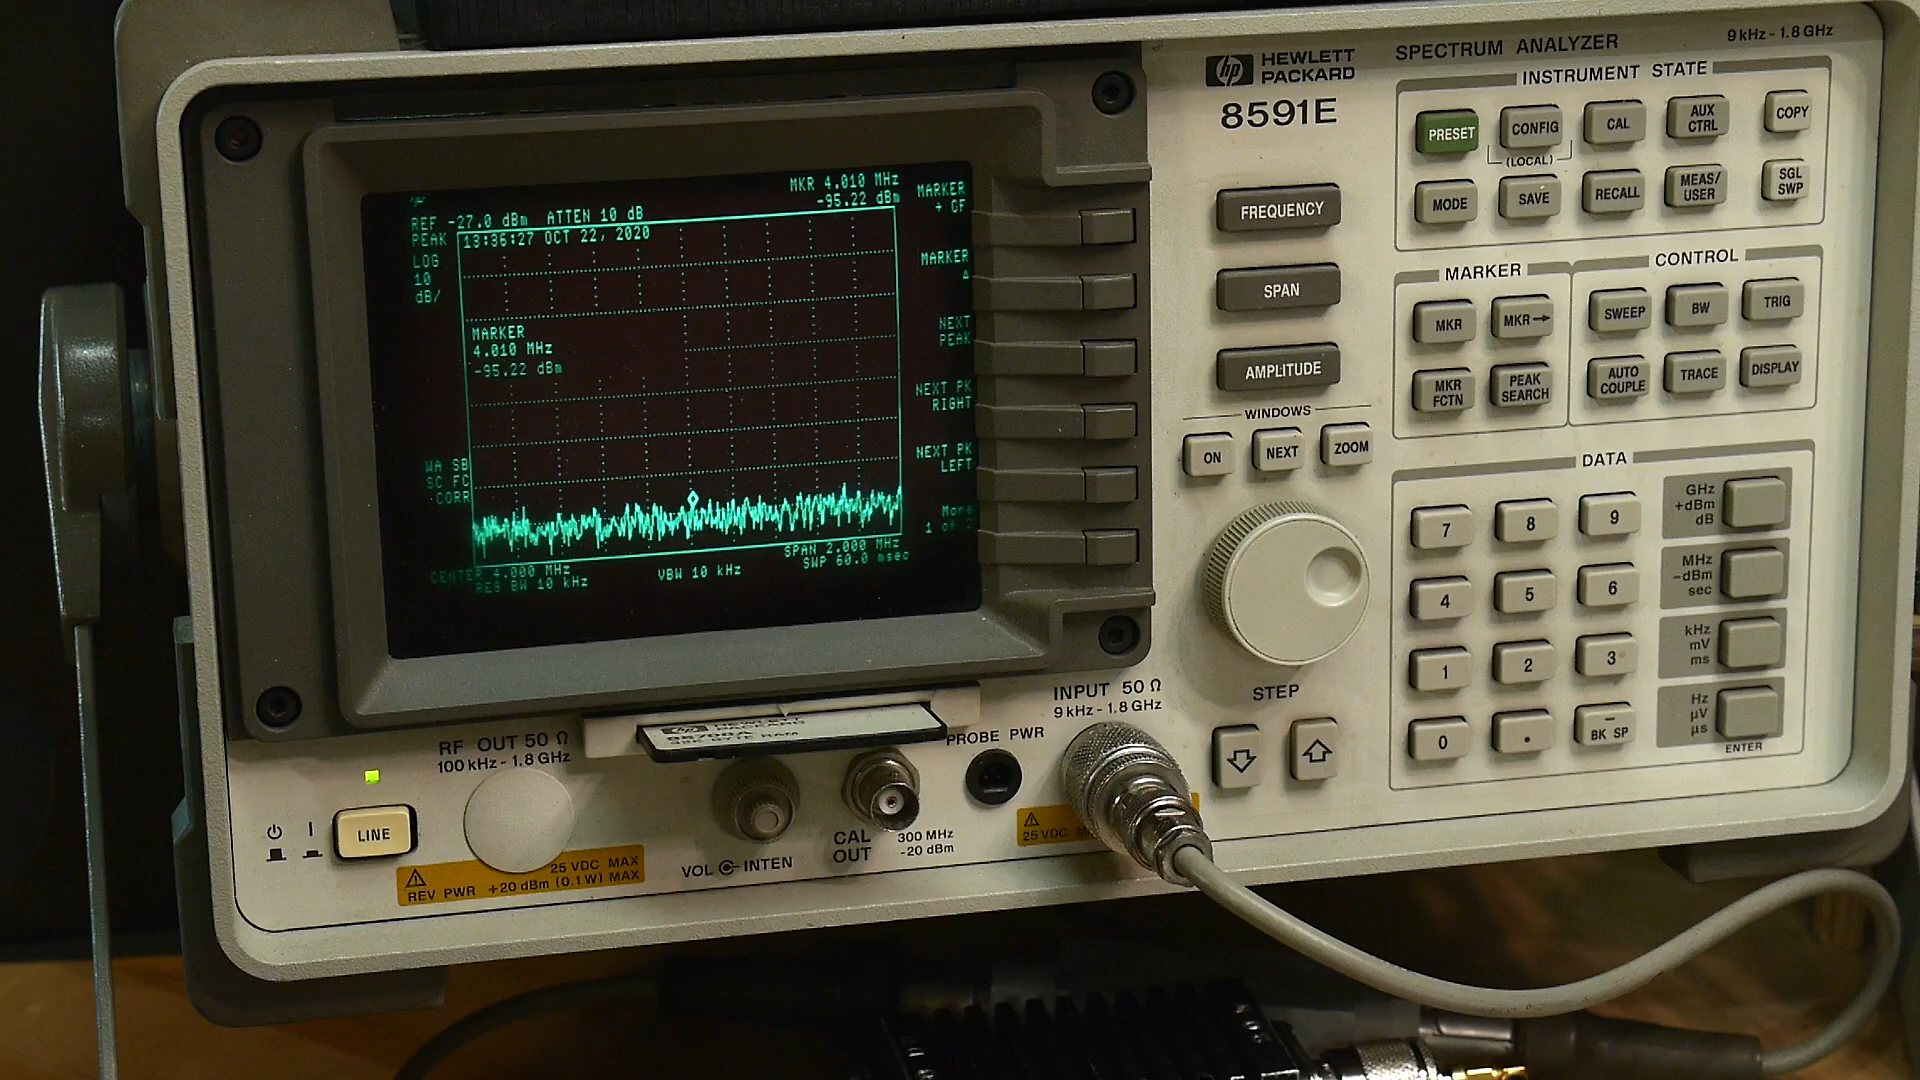 hp HEWLETT PACKARD
8591E
SPECTRUM ANALYZER
9 kHz - 1.8 GHz
MKR 4.010 MHz
-95.22 dBm
REF -27.0 dBm ATTEN 10 dB
PEAK
LOG
10
dB/
13:36:27 OCT 22, 2020
MARKER
4.010 MHz
-95.22 dBm
WA SB
SC FC
CORR
CENTER 4.000 MHz
RES BW 10 kHz
VBW 10 kHz
SPAN 2.000 MHz
SWP 60.0 msec
MARKER
→ CF
MARKER
Δ
NEXT
PEAK
NEXT PK
RIGHT
NEXT PK
LEFT
More
1 of 2
FREQUENCY
SPAN
AMPLITUDE
WINDOWS
ON NEXT ZOOM
STEP
INSTRUMENT STATE
PRESET CONFIG CAL AUX CTRL COPY
(LOCAL)
MODE SAVE RECALL MEAS/ USER SGL SWP
MARKER
MKR MKR→
MKR FCTN PEAK SEARCH
CONTROL
SWEEP BW TRIG
AUTO COUPLE TRACE DISPLAY
DATA
7 8 9
GHz
+dBm
dB
4 5 6
MHz
-dBm
sec
1 2 3
kHz
mV
ms
0 . - BK SP
Hz
μV
μs
ENTER
RF OUT 50 Ω
100 kHz - 1.8 GHz
LINE
25 VDC MAX
REV PWR +20 dBm (0.1 W) MAX
hp HEWLETT
PACKARD
VOL INTEN
CAL
OUT
300 MHz
-20 dBm
PROBE PWR
INPUT 50 Ω
9 kHz - 1.8 GHz
25 VDC